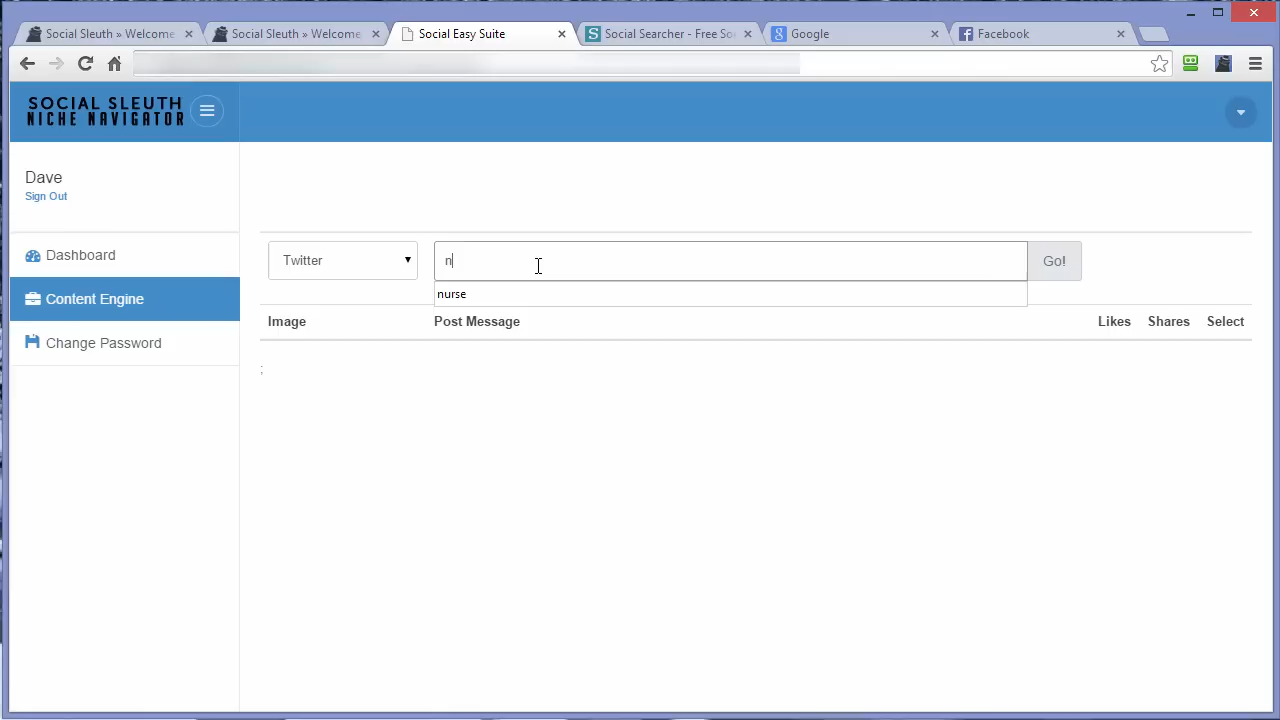 Social Sleuth » Welcome
Social Sleuth » Welcome
Social Easy Suite
Social Searcher - Free So
Google
Facebook
SOCIAL SLEUTH
NICHE NAVIGATOR
Dave
Sign Out
Dashboard
Content Engine
Change Password
Twitter
n
Go!
nurse
Image Post Message Likes Shares Select
;